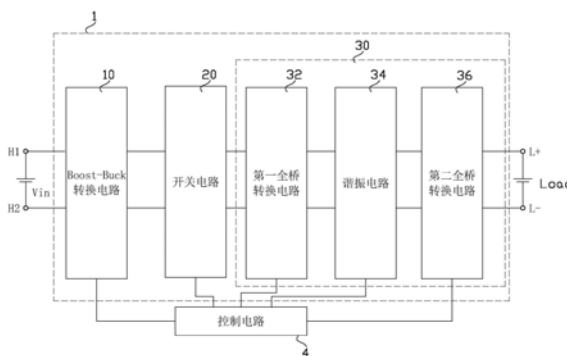 1
30
10
20
32
34
36
H1
H2
Vin
Boost-Buck
转换电路
开关电路
第一全桥
转换电路
谐振电路
第二全桥
转换电路
L+
L-
Load
控制电路
4